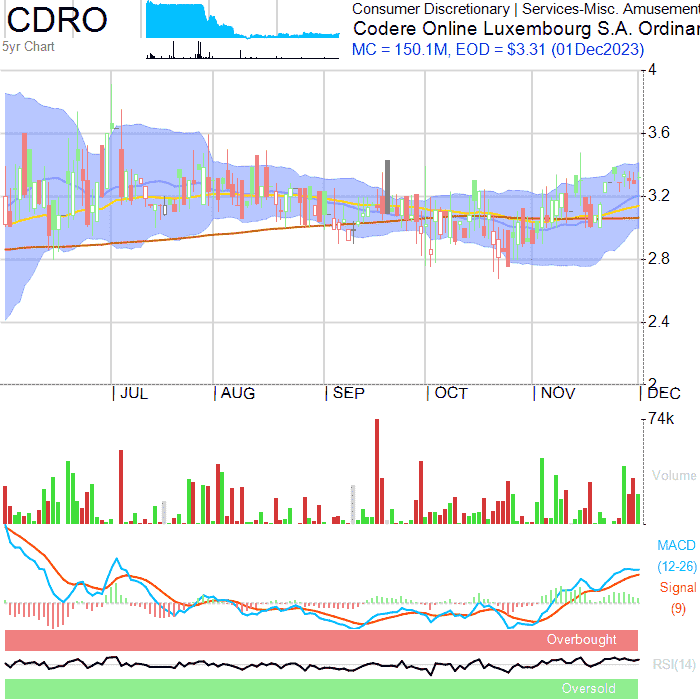 CDRO
5yr Chart
Consumer Discretionary | Services-Misc. Amusement
Codere Online Luxembourg S.A. Ordinar
MC = 150.1M, EOD = $3.31 (01Dec2023)
4
3.6
3.2
2.8
2.4
2
| JUL | AUG | SEP | OCT | NOV | DEC
74k
Volume
MACD
(12-26)
Signal
(9)
Overbought
RSI(14)
Oversold